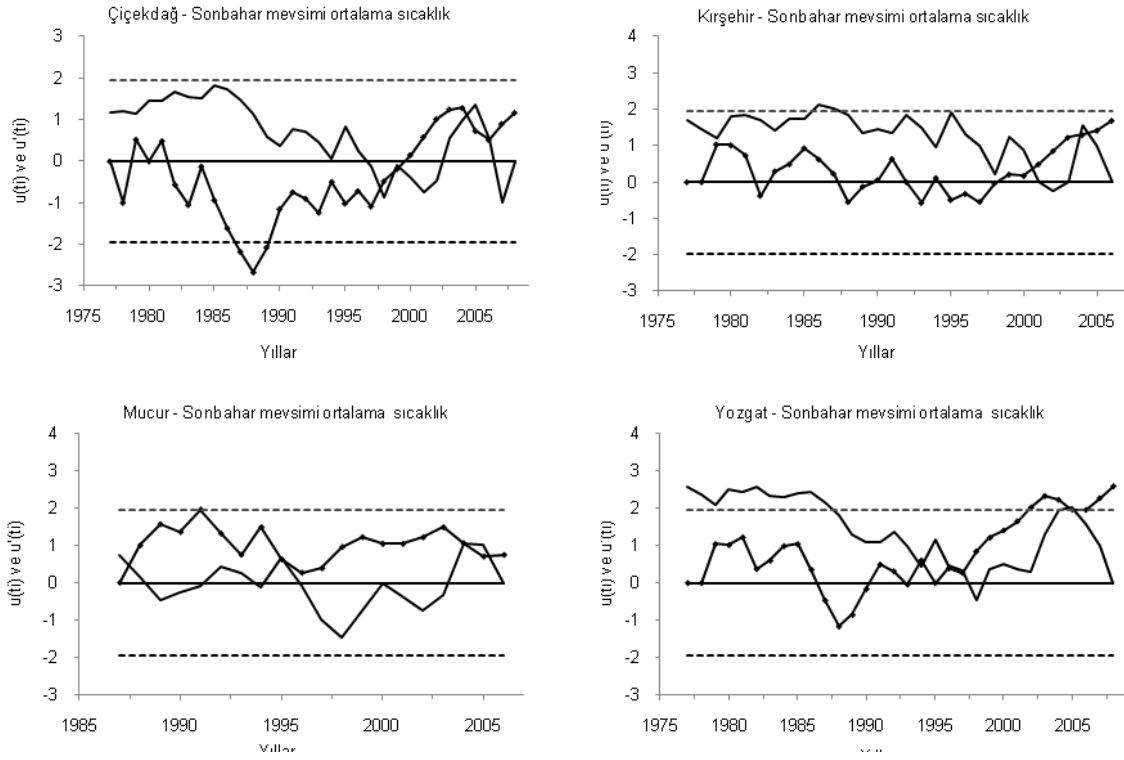 Çiçekdağ - Sonbahar mevsimi ortalama sıcaklık
u(ti) ve u'(ti)
3
2
1
0
-1
-2
-3
1975 1980 1985 1990 1995 2000 2005
Yıllar
Kırşehir - Sonbahar mevsimi ortalama sıcaklık
4
3
2
1
0
-1
-2
-3
1975 1980 1985 1990 1995 2000 2005
Yıllar
Mucur - Sonbahar mevsimi ortalama sıcaklık
u(ti) ve u'(ti)
4
3
2
1
0
-1
-2
-3
1985 1990 1995 2000 2005
Yıllar
Yozgat - Sonbahar mevsimi ortalama sıcaklık
u(ti) ve u'(ti)
4
3
2
1
0
-1
-2
-3
1975 1980 1985 1990 1995 2000 2005